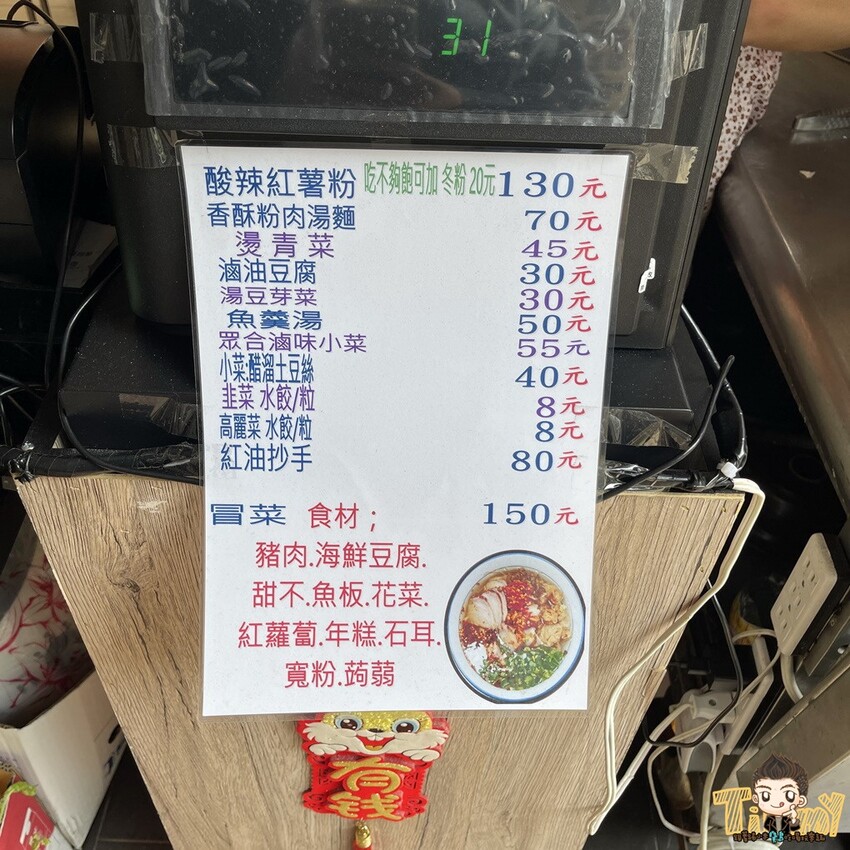 31
酸辣紅薯粉 吃不夠飽可加 冬粉 20元 130元
香酥粉肉湯麵 70元
燙青菜 45元
滷油豆腐 30元
湯豆芽菜 30元
魚羹湯 50元
眾合滷味小菜 55元
小菜:醋溜土豆絲 40元
韭菜 水餃/粒 8元
高麗菜 水餃/粒 8元
紅油抄手 80元
冒菜 食材; 150元
豬肉.海鮮豆腐.
甜不.魚板.花菜.
紅蘿蔔.年糕.石耳.
寬粉.蒟蒻
有钱